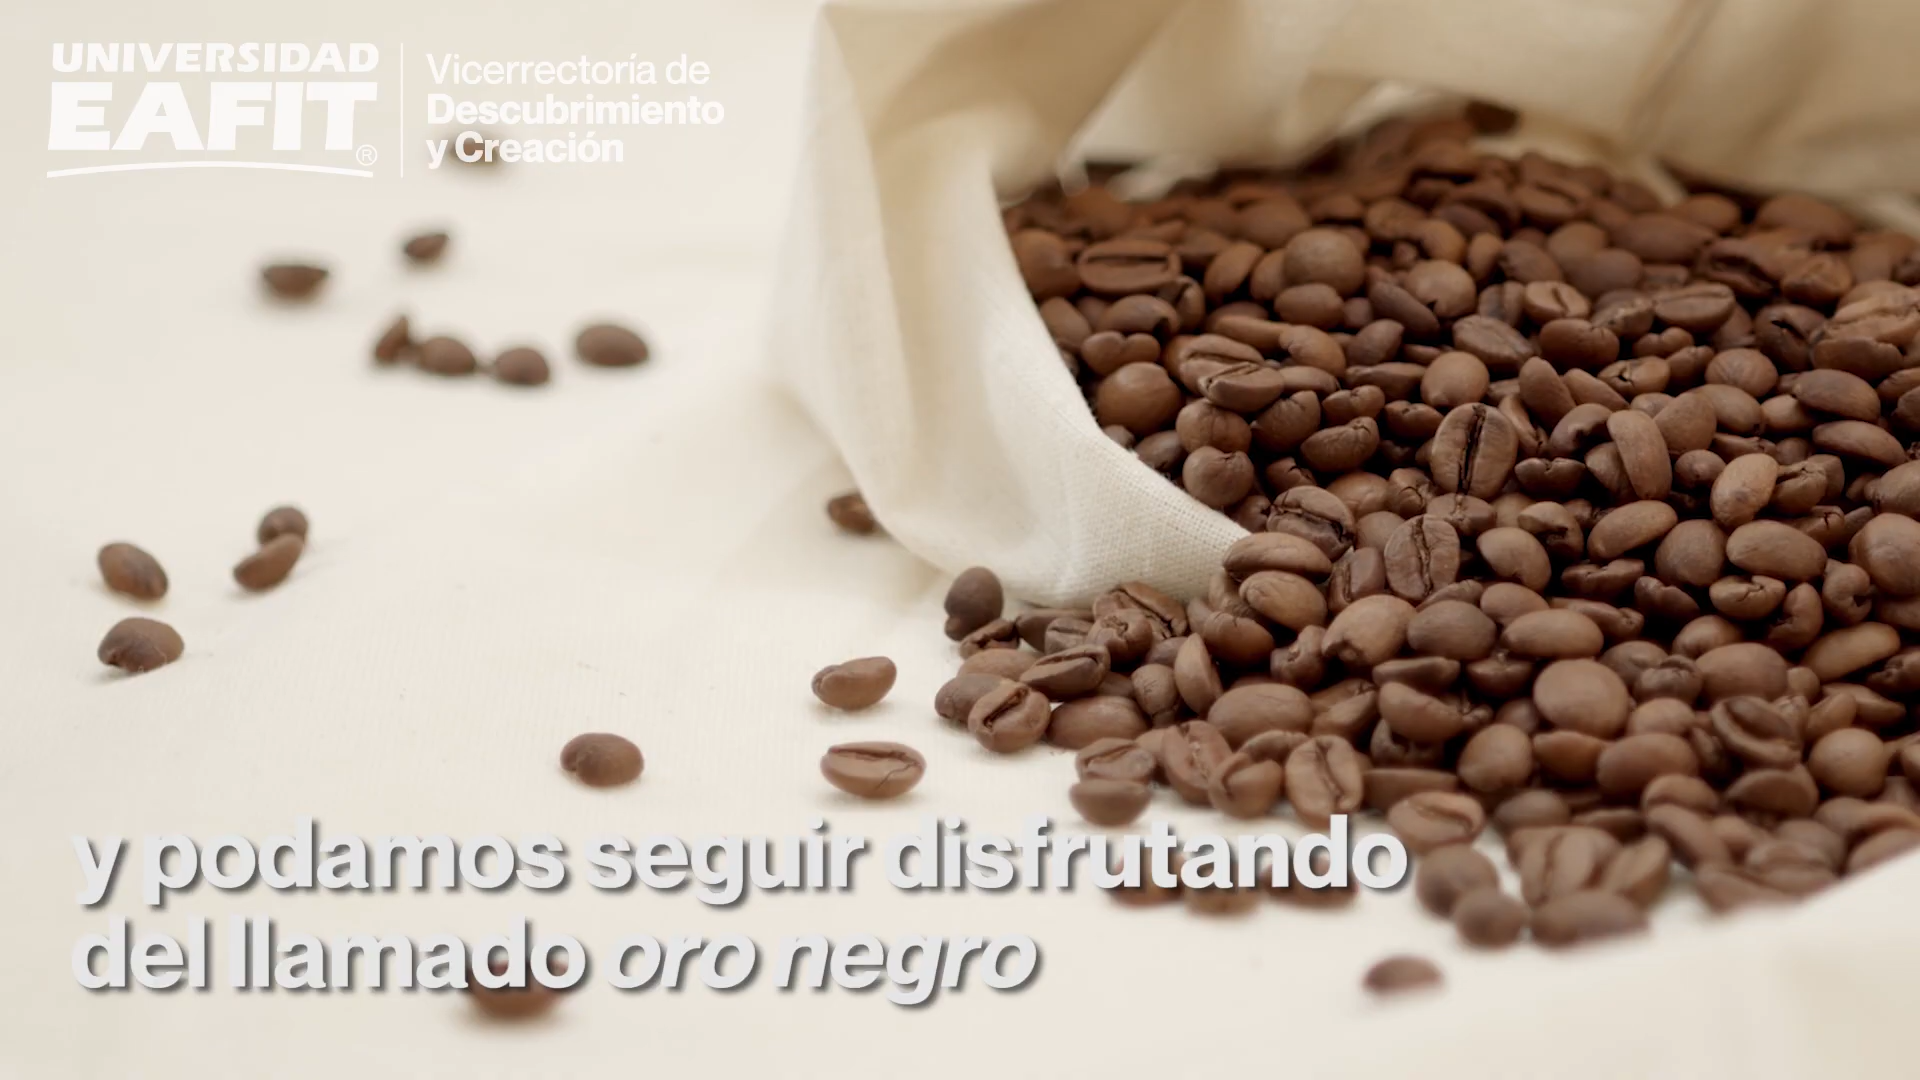 UNIVERSIDAD
EAFIT®
Vicerrectoría de
Descubrimiento
y Creación
y podamos seguir disfrutando
del llamado oro negro